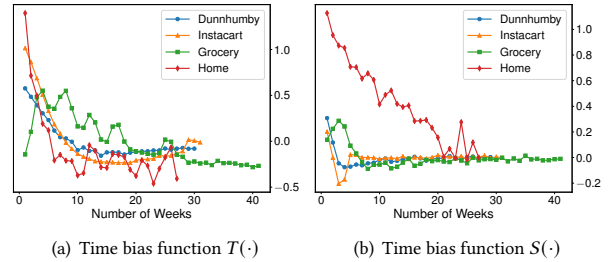 Dunnhumby
Instacart
Grocery
Home
1.0
0.5
0.0
−0.5
0
10
20
30
40
Number of Weeks
Dunnhumby
Instacart
Grocery
Home
1.0
0.8
0.6
0.4
0.2
0.0
−0.2
0
10
20
30
40
Number of Weeks
(a) Time bias function T(·)
(b) Time bias function S(·)